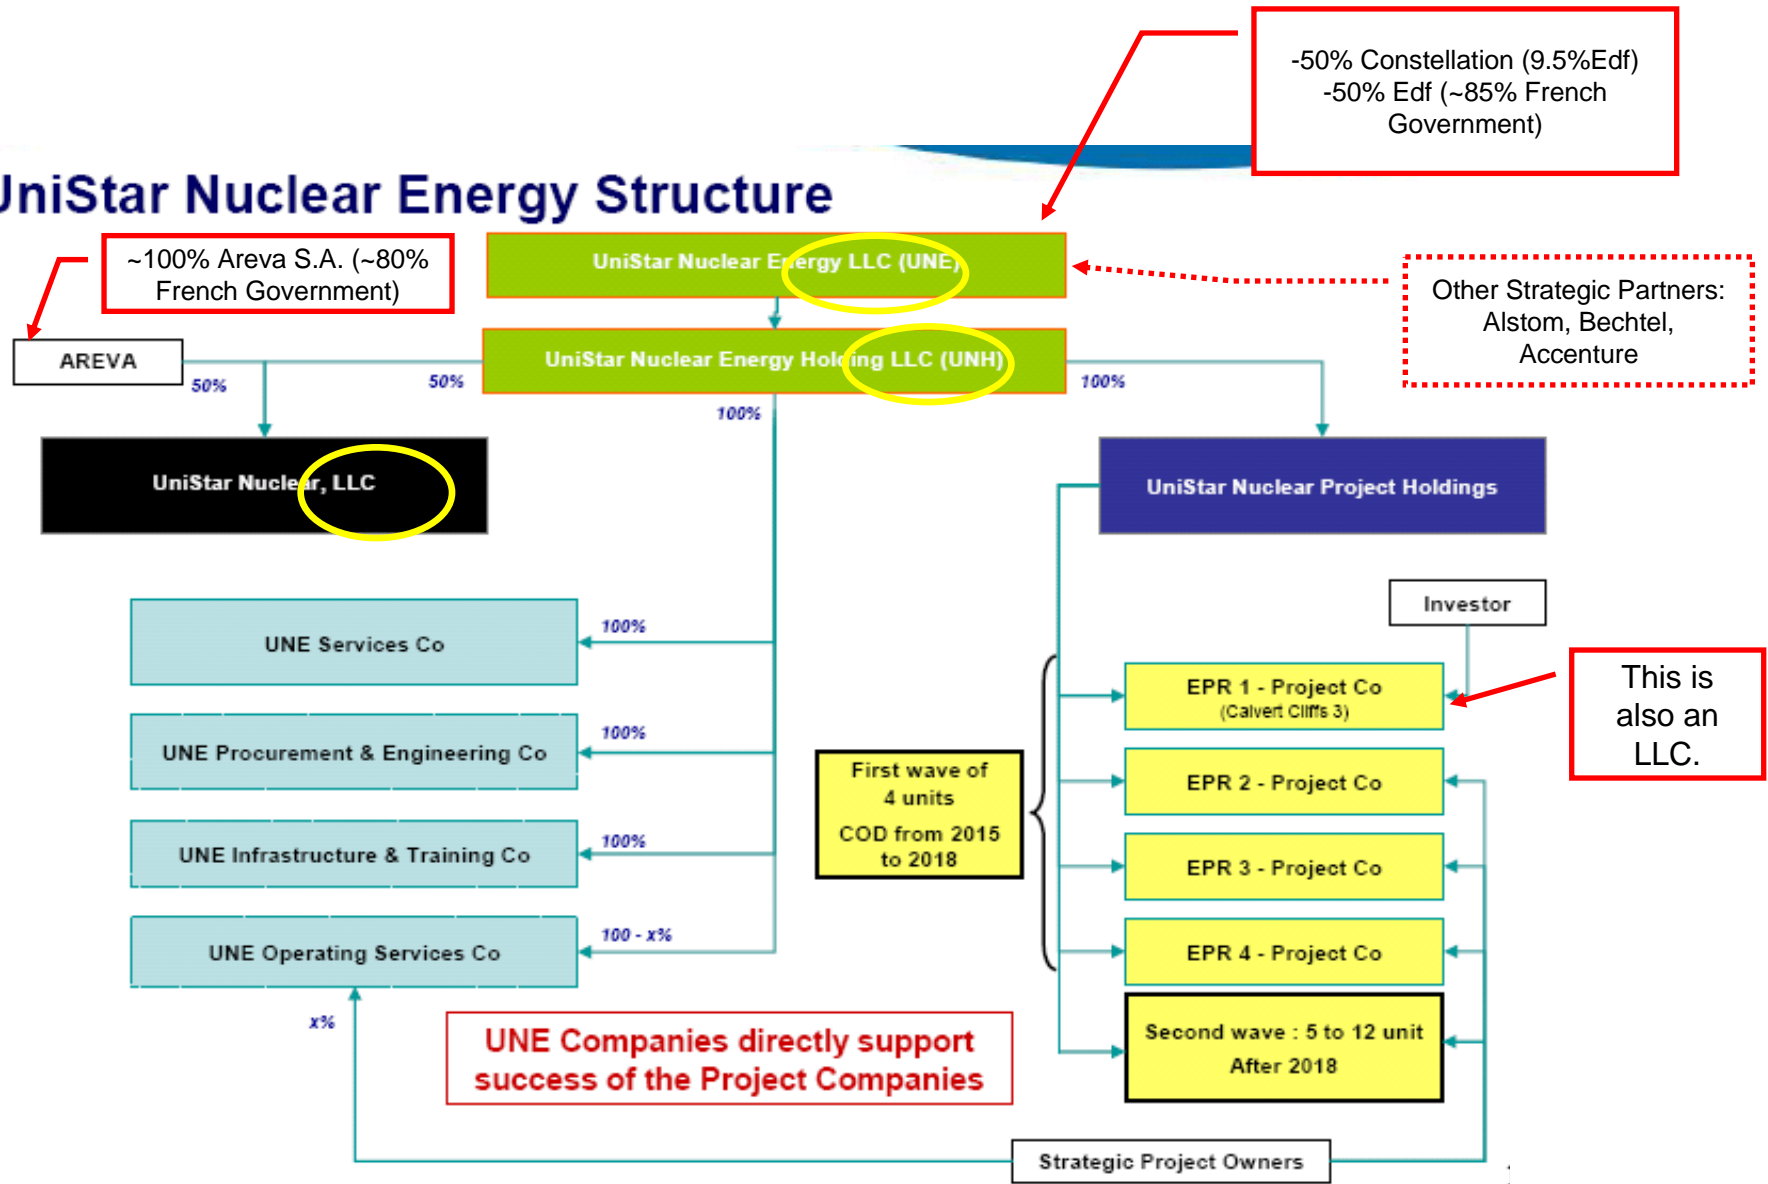 -50% Constellation (9.5%Edf)
-50% Edf (~85% French
Government)
UniStar Nuclear Energy Structure
~100% Areva S.A. (~80%
French Government)
UniStar Nuclear Energy LLC (UNE)
Other Strategic Partners:
Alstom, Bechtel,
Accenture
AREVA
50%
50%
UniStar Nuclear Energy Holding LLC (UNH)
100%
100%
UniStar Nuclear, LLC
UniStar Nuclear Project Holdings
Investor
UNE Services Co
100%
UNE Procurement & Engineering Co
100%
UNE Infrastructure & Training Co
100%
UNE Operating Services Co
100 - x%
x%
First wave of
4 units
COD from 2015
to 2018
EPR 1 - Project Co
(Calvert Cliffs 3)
This is
also an
LLC.
EPR 2 - Project Co
EPR 3 - Project Co
EPR 4 - Project Co
Second wave : 5 to 12 unit
After 2018
UNE Companies directly support
success of the Project Companies
Strategic Project Owners